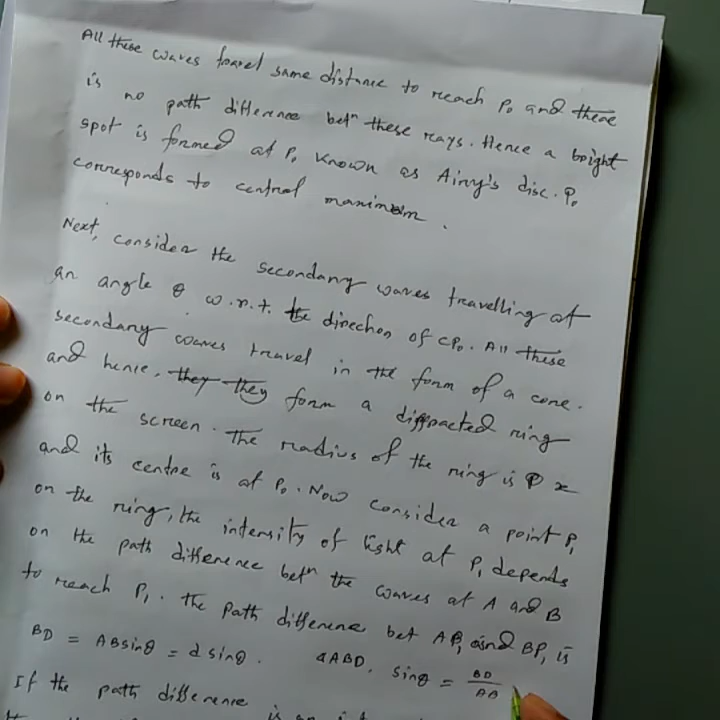 All these waves travel same distance to reach P₀ and there
is no path difference betⁿ these rays. Hence a bright
spot is formed at P₀ known as Airy's disc. P₀
corresponds to central maximum.
Next, consider the secondary waves travelling at
an angle θ w.r.t. the direction of CP₀. All these
secondary waves travel in the form of a cone.
and hence, they they form a diffracted ring
on the screen. The radius of the ring is x
and its centre is at P₀. Now consider a point P₁
on the ring, the intensity of light at P₁ depends
on the path difference betⁿ the waves at A and B
to reach P₁. The path difference bet AP₁ and BP₁ is
BD = AB sinθ = d sinθ. ΔABD, sinθ = BD/AB
If the path difference is an